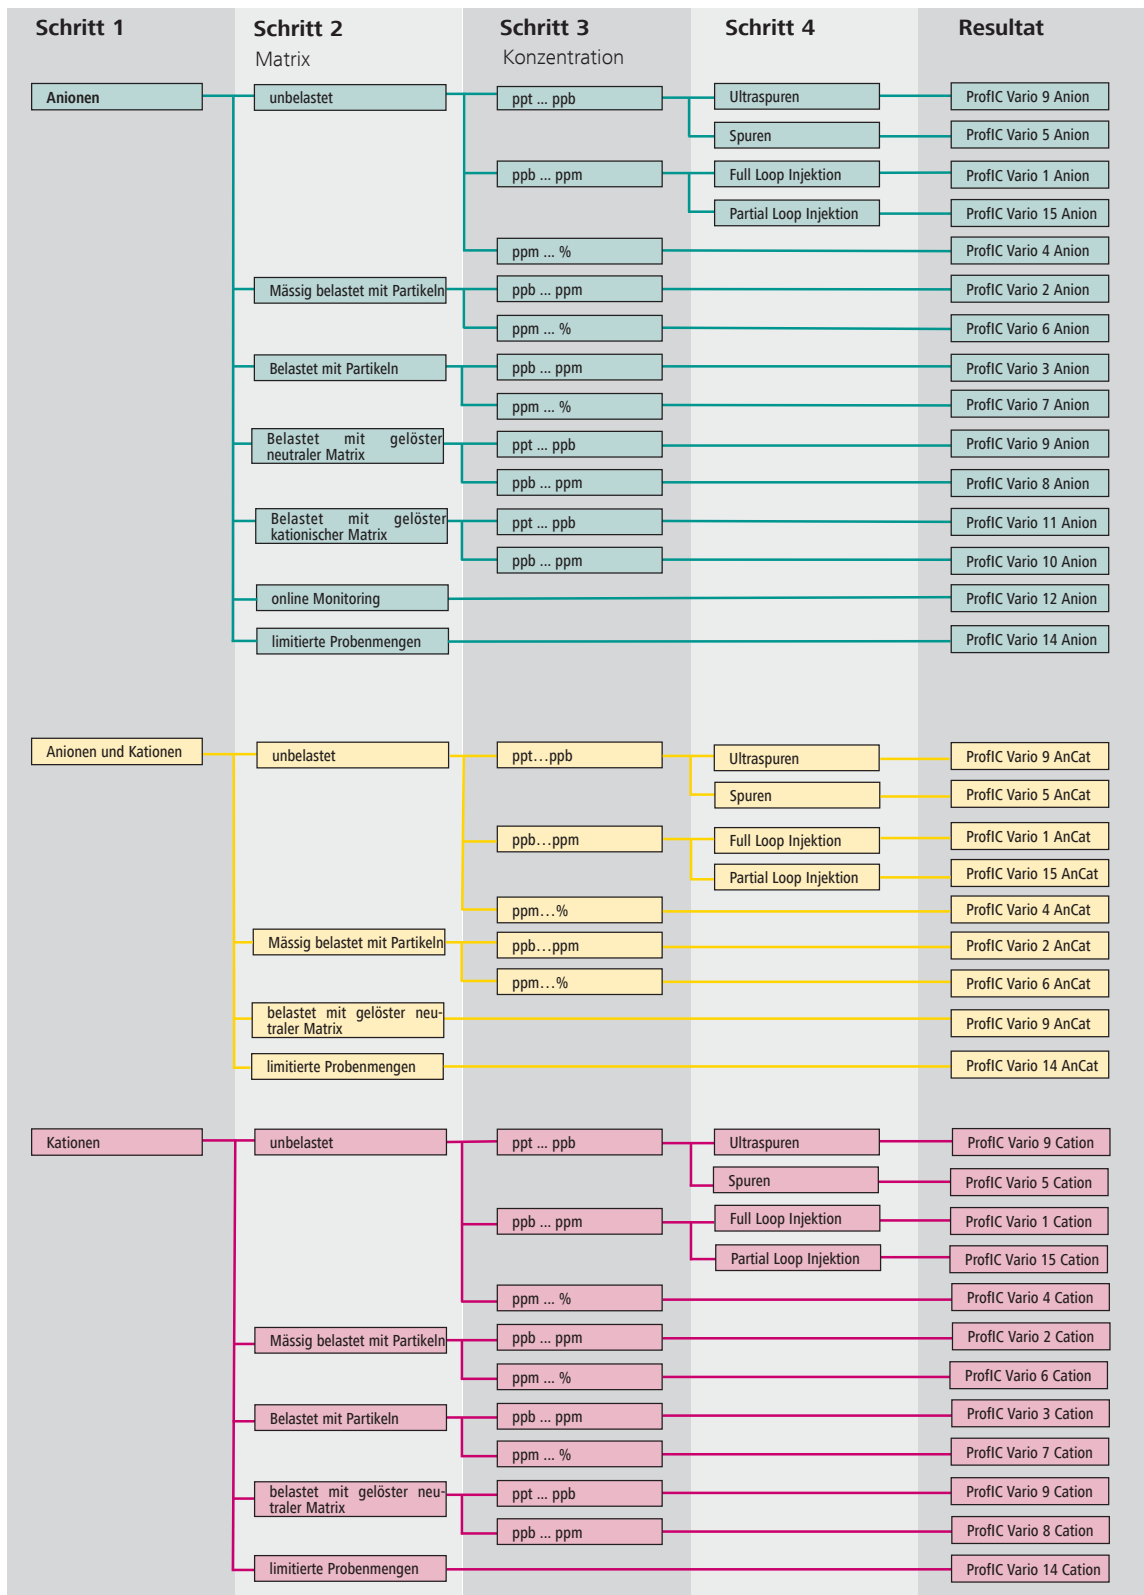 Schritt 1
Schritt 2
Matrix
Schritt 3
Konzentration
Schritt 4
Resultat
Anionen
unbelastet
ppt ... ppb
Ultraspuren
ProfIC Vario 9 Anion
Spuren
ProfIC Vario 5 Anion
ppb ... ppm
Full Loop Injektion
ProfIC Vario 1 Anion
Partial Loop Injektion
ProfIC Vario 15 Anion
ppm ... %
ProfIC Vario 4 Anion
Mässig belastet mit Partikeln
ppb ... ppm
ProfIC Vario 2 Anion
ppm ... %
ProfIC Vario 6 Anion
Belastet mit Partikeln
ppb ... ppm
ProfIC Vario 3 Anion
ppm ... %
ProfIC Vario 7 Anion
Belastet mit gelöster
neutraler Matrix
ppt ... ppb
ProfIC Vario 9 Anion
ppb ... ppm
ProfIC Vario 8 Anion
Belastet mit gelöster
kationischer Matrix
ppt ... ppb
ProfIC Vario 11 Anion
ppb ... ppm
ProfIC Vario 10 Anion
online Monitoring
ProfIC Vario 12 Anion
limitierte Probenmengen
ProfIC Vario 14 Anion
Anionen und Kationen
unbelastet
ppt...ppb
Ultraspuren
ProfIC Vario 9 AnCat
Spuren
ProfIC Vario 5 AnCat
ppb...ppm
Full Loop Injektion
ProfIC Vario 1 AnCat
Partial Loop Injektion
ProfIC Vario 15 AnCat
ppm...%
ProfIC Vario 4 AnCat
Mässig belastet mit Partikeln
ppb...ppm
ProfIC Vario 2 AnCat
ppm...%
ProfIC Vario 6 AnCat
belastet mit gelöster neu-
traler Matrix
ProfIC Vario 9 AnCat
limitierte Probenmengen
ProfIC Vario 14 AnCat
Kationen
unbelastet
ppt ... ppb
Ultraspuren
ProfIC Vario 9 Cation
Spuren
ProfIC Vario 5 Cation
ppb ... ppm
Full Loop Injektion
ProfIC Vario 1 Cation
Partial Loop Injektion
ProfIC Vario 15 Cation
ppm ... %
ProfIC Vario 4 Cation
Mässig belastet mit Partikeln
ppb ... ppm
ProfIC Vario 2 Cation
ppm ... %
ProfIC Vario 6 Cation
Belastet mit Partikeln
ppb ... ppm
ProfIC Vario 3 Cation
ppm ... %
ProfIC Vario 7 Cation
belastet mit gelöster neu-
traler Matrix
ppt ... ppb
ProfIC Vario 9 Cation
ppb ... ppm
ProfIC Vario 8 Cation
limitierte Probenmengen
ProfIC Vario 14 Cation